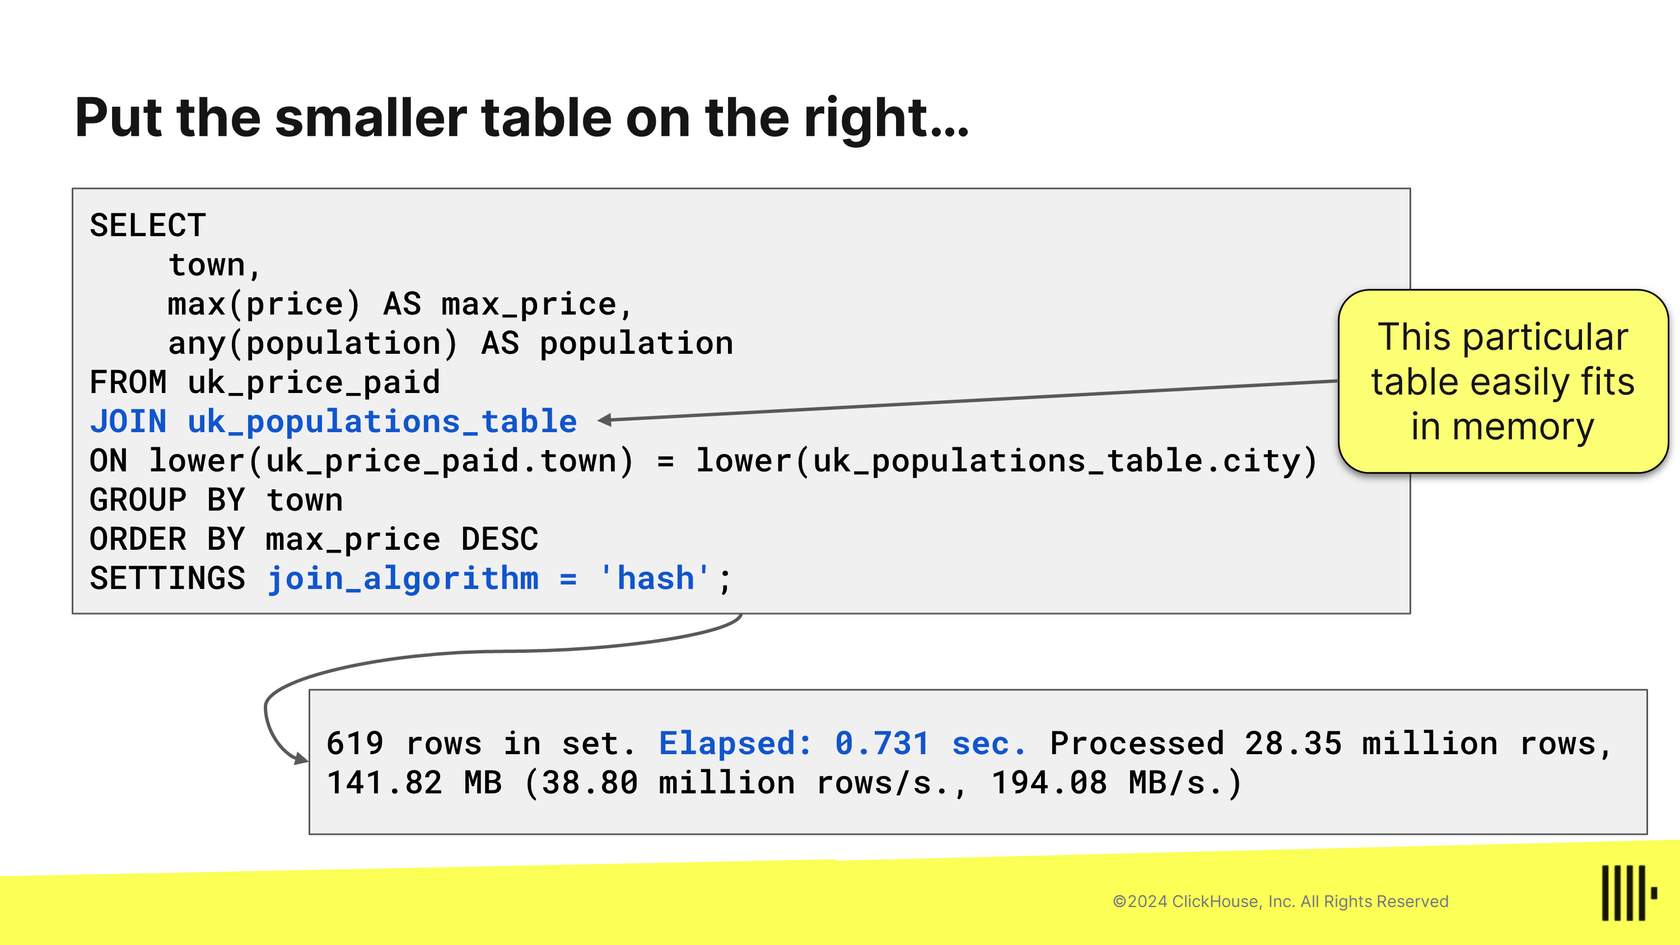 Put the smaller table on the right…
SELECT
    town,
    max(price) AS max_price,
    any(population) AS population
FROM uk_price_paid
JOIN uk_populations_table
ON lower(uk_price_paid.town) = lower(uk_populations_table.city)
GROUP BY town
ORDER BY max_price DESC
SETTINGS join_algorithm = 'hash';
This particular
table easily fits
in memory
619 rows in set. Elapsed: 0.731 sec. Processed 28.35 million rows,
141.82 MB (38.80 million rows/s., 194.08 MB/s.)
©2024 ClickHouse, Inc. All Rights Reserved